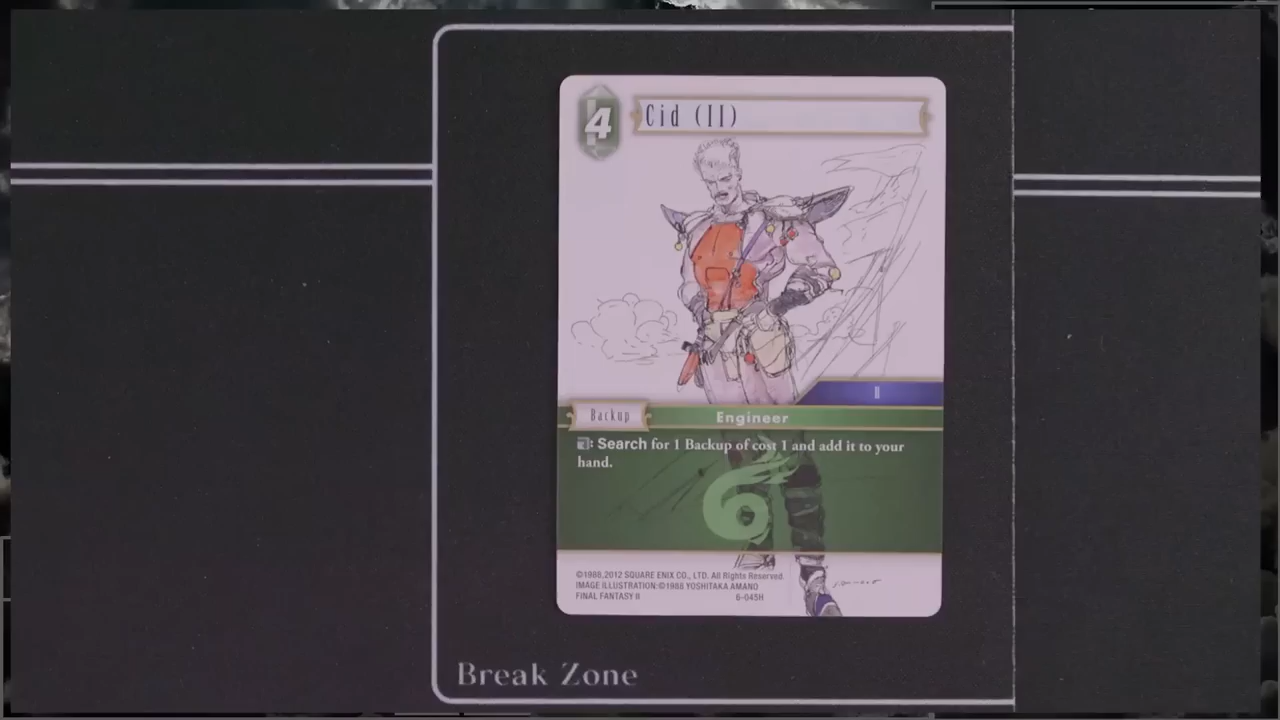 4
Cid (II)
II
Backup
Engineer
: Search for 1 Backup of cost 1 and add it to your
hand.
6
©1988,2012 SQUARE ENIX CO., LTD. All Rights Reserved.
IMAGE ILLUSTRATION:©1988 YOSHITAKA AMANO
FINAL FANTASY II
6-045H
Break Zone